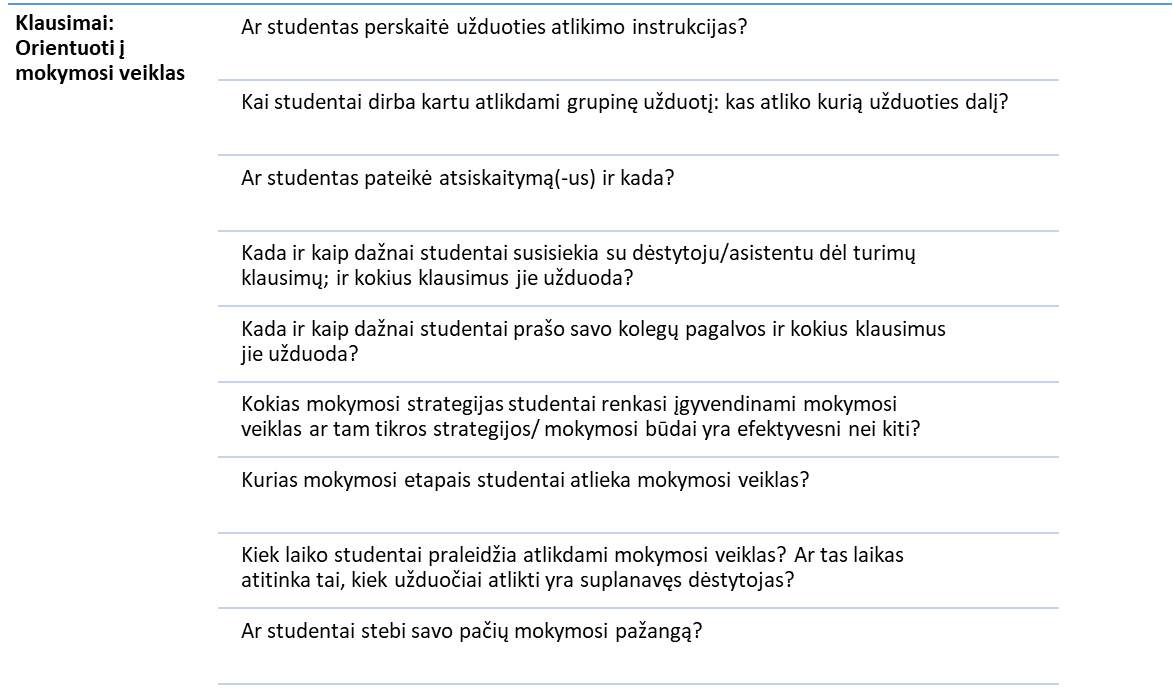 Klausimai:
Orientuoti į
mokymosi veiklas
Ar studentas perskaitė užduoties atlikimo instrukcijas?
Kai studentai dirba kartu atlikdami grupinę užduotį: kas atliko kurią užduoties dalį?
Ar studentas pateikė atsiskaitymą(-us) ir kada?
Kada ir kaip dažnai studentai susisiekia su dėstytoju/asistentu dėl turimų
klausimų; ir kokius klausimus jie užduoda?
Kada ir kaip dažnai studentai prašo savo kolegų pagalvos ir kokius klausimus
jie užduoda?
Kokias mokymosi strategijas studentai renkasi įgyvendinami mokymosi
veiklas ar tam tikros strategijos/ mokymosi būdai yra efektyvesni nei kiti?
Kurias mokymosi etapais studentai atlieka mokymosi veiklas?
Kiek laiko studentai praleidžia atlikdami mokymosi veiklas? Ar tas laikas
atitinka tai, kiek užduočiai atlikti yra suplanavęs dėstytojas?
Ar studentai stebi savo pačių mokymosi pažangą?